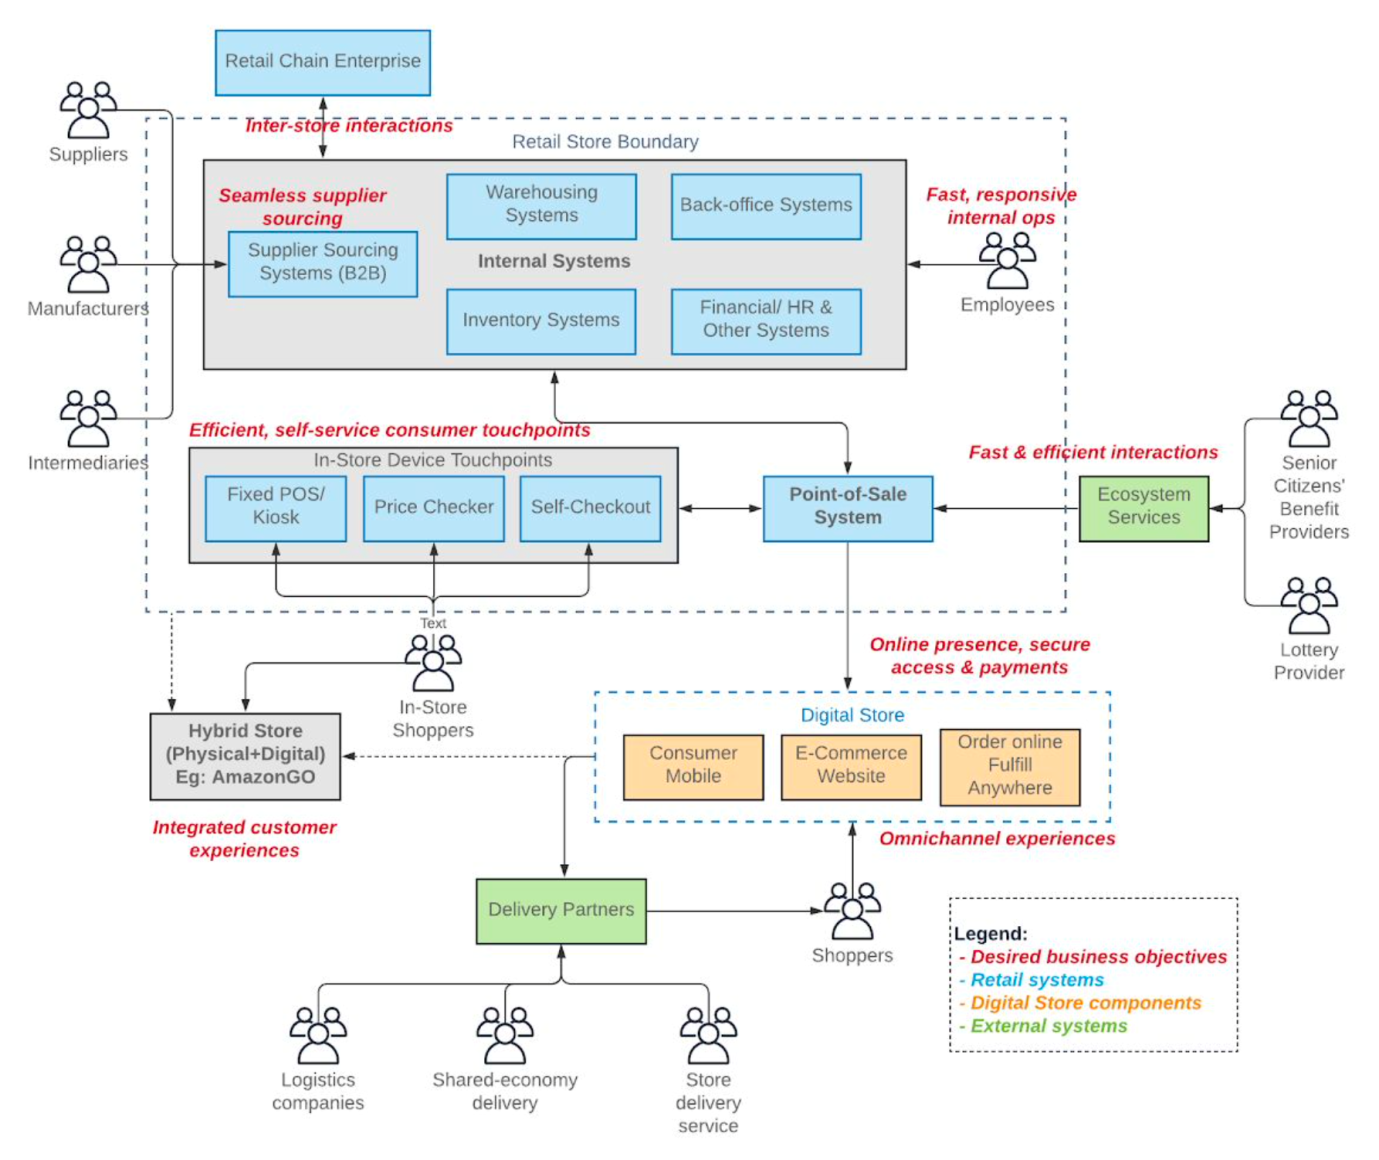 Retail Chain Enterprise
Suppliers
Inter-store interactions
Retail Store Boundary
Seamless supplier
sourcing
Supplier Sourcing
Systems (B2B)
Warehousing
Systems
Back-office Systems
Internal Systems
Inventory Systems
Financial/ HR &
Other Systems
Fast, responsive
internal ops
Employees
Manufacturers
Intermediaries
Efficient, self-service consumer touchpoints
In-Store Device Touchpoints
Fixed POS/
Kiosk
Price Checker
Self-Checkout
Point-of-Sale
System
Fast & efficient interactions
Ecosystem
Services
Senior
Citizens'
Benefit
Providers
Lottery
Provider
Text
In-Store
Shoppers
Online presence, secure
access & payments
Hybrid Store
(Physical+Digital)
Eg: AmazonGO
Integrated customer
experiences
Digital Store
Consumer
Mobile
E-Commerce
Website
Order online
Fulfill
Anywhere
Omnichannel experiences
Delivery Partners
Shoppers
Logistics
companies
Shared-economy
delivery
Store
delivery
service
Legend:
- Desired business objectives
- Retail systems
- Digital Store components
- External systems